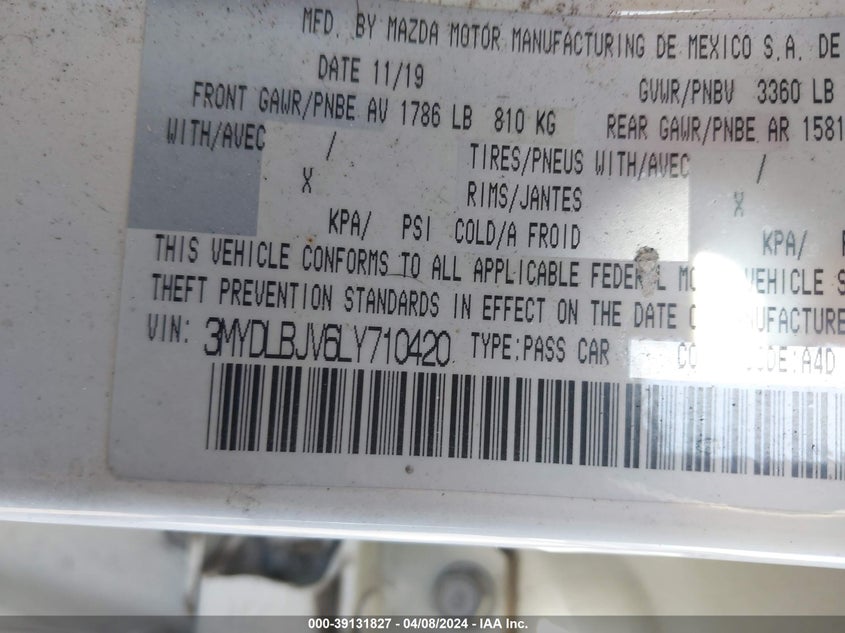 MFD. BY MAZDA MOTOR MANUFACTURING DE MEXICO S.A. DE
DATE 11/19 GVWR/PNBV 3360 LB
FRONT GAWR/PNBE AV 1786 LB 810 KG REAR GAWR/PNBE AR 1581
WITH/AVEC / TIRES/PNEUS WITH/AVEC /
X RIMS/JANTES X
KPA/ PSI COLD/A FROID KPA/
THIS VEHICLE CONFORMS TO ALL APPLICABLE VEHICLE S
THEFT PREVENTION STANDARDS IN EFFECT ON THE DATE
VIN: 3MYDLBJV6LY710420 TYPE:PASS CAR A4D
000-39131827 - 04/08/2024 - IAA Inc.